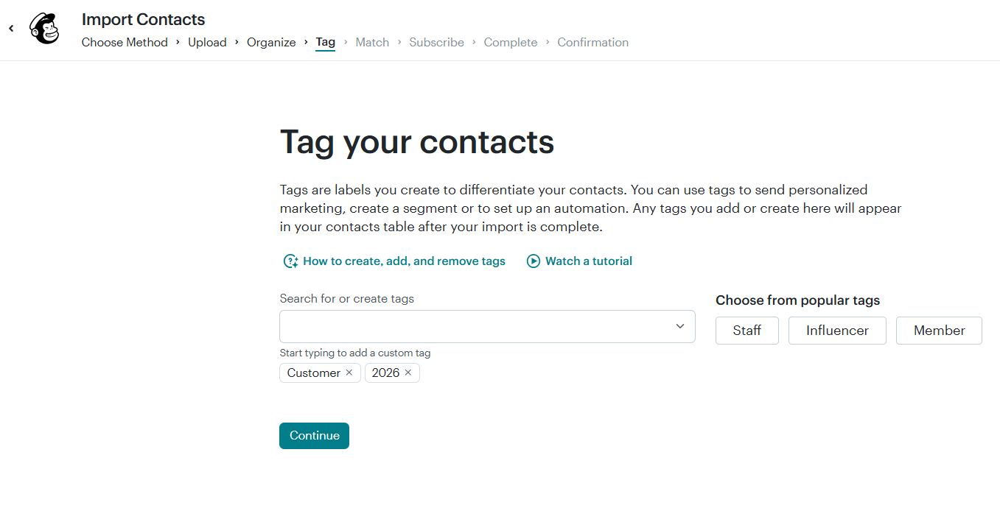 Import Contacts
Choose Method › Upload › Organize › Tag › Match › Subscribe › Complete › Confirmation
Tag your contacts
Tags are labels you create to differentiate your contacts. You can use tags to send personalized
marketing, create a segment or to set up an automation. Any tags you add or create here will appear
in your contacts table after your import is complete.
How to create, add, and remove tags
Watch a tutorial
Search for or create tags
Start typing to add a custom tag
Customer ×
2026 ×
Choose from popular tags
Staff
Influencer
Member
Continue